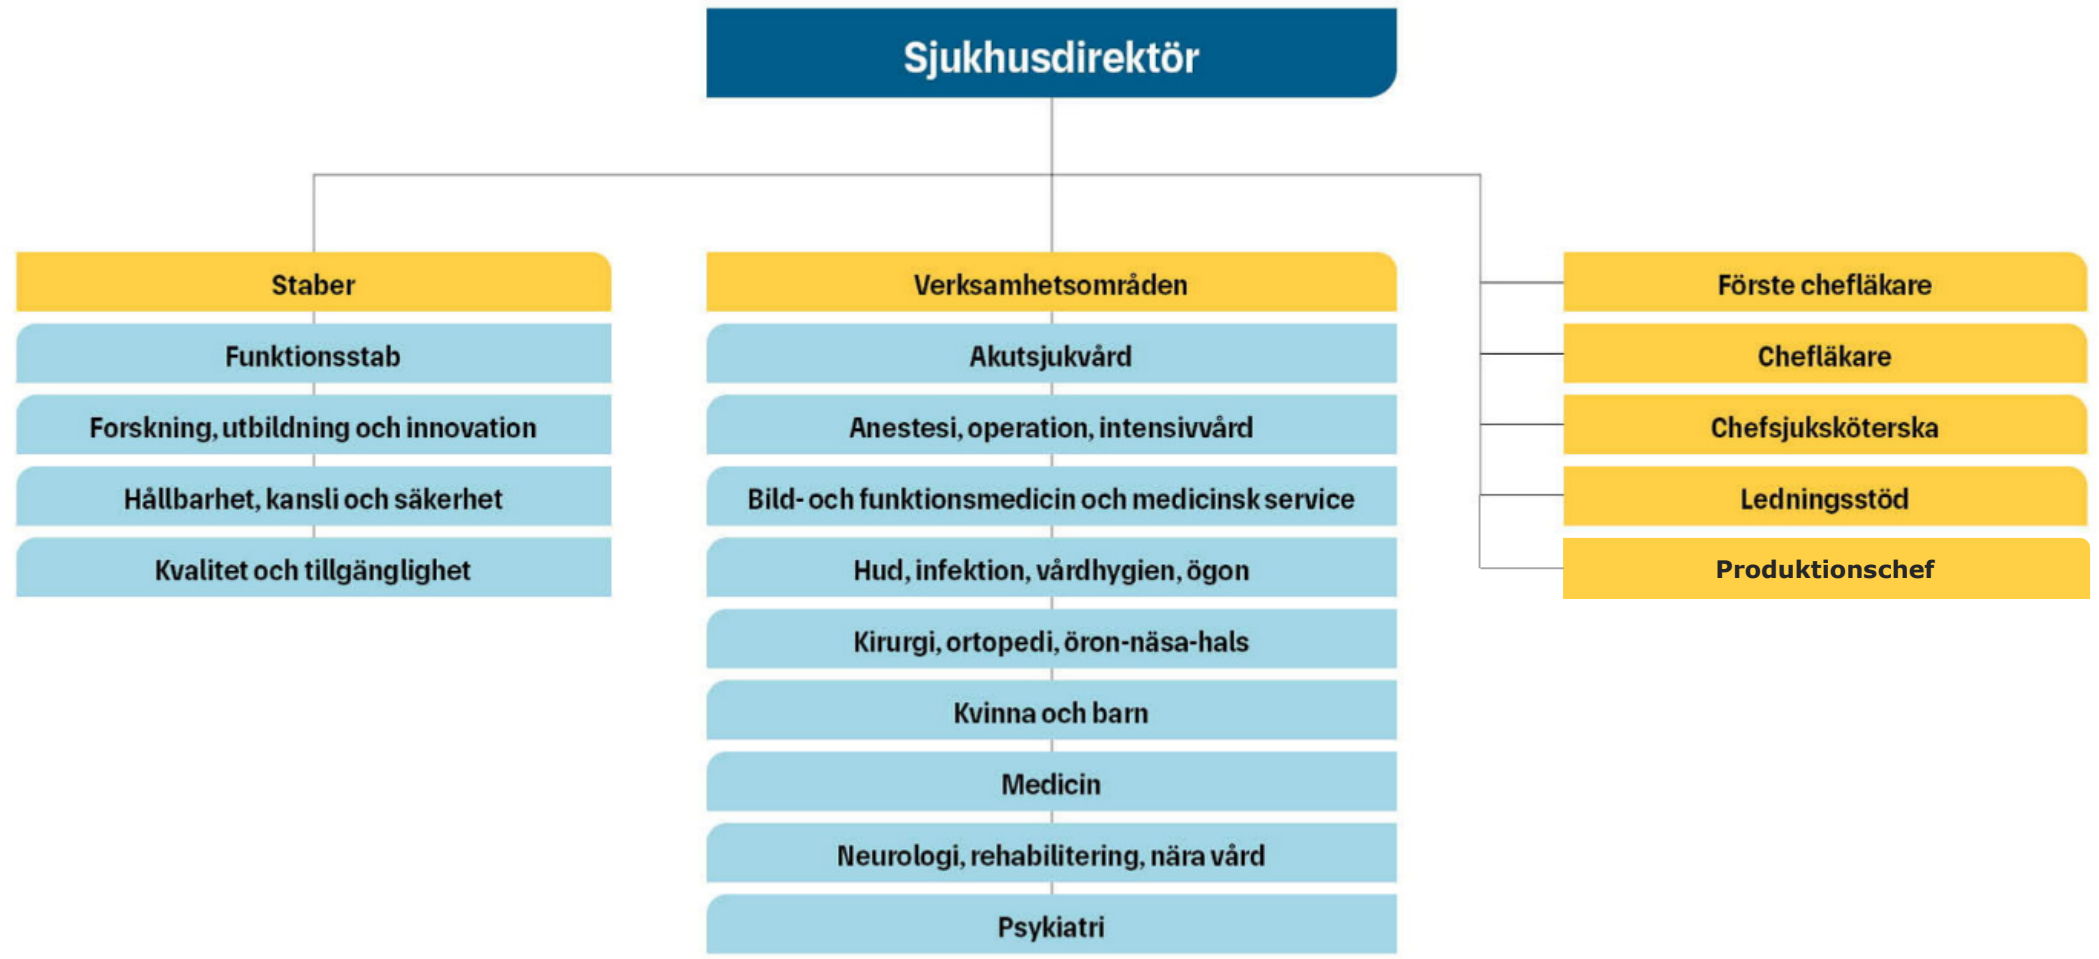 Sjukhusdirektör
Staber
Funktionsstab
Forskning, utbildning och innovation
Hållbarhet, kansli och säkerhet
Kvalitet och tillgänglighet
Verksamhetsområden
Akutsjukvård
Anestesi, operation, intensivvård
Bild- och funktionsmedicin och medicinsk service
Hud, infektion, vårdhygien, ögon
Kirurgi, ortopedi, öron-näsa-hals
Kvinna och barn
Medicin
Neurologi, rehabilitering, nära vård
Psykiatri
Förste chefläkare
Chefläkare
Chefsjuksköterska
Ledningsstöd
Produktionschef